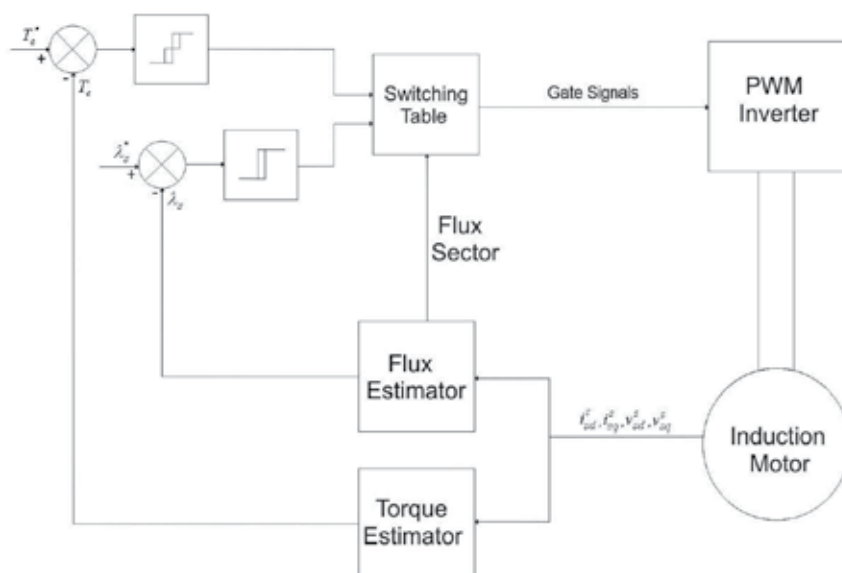 Tₑ*
+
-
Tₑ
λₛ*
+
-
λₛ
Switching
Table
Gate Signals
PWM
Inverter
Flux
Sector
Flux
Estimator
Induction
Motor
Torque
Estimator